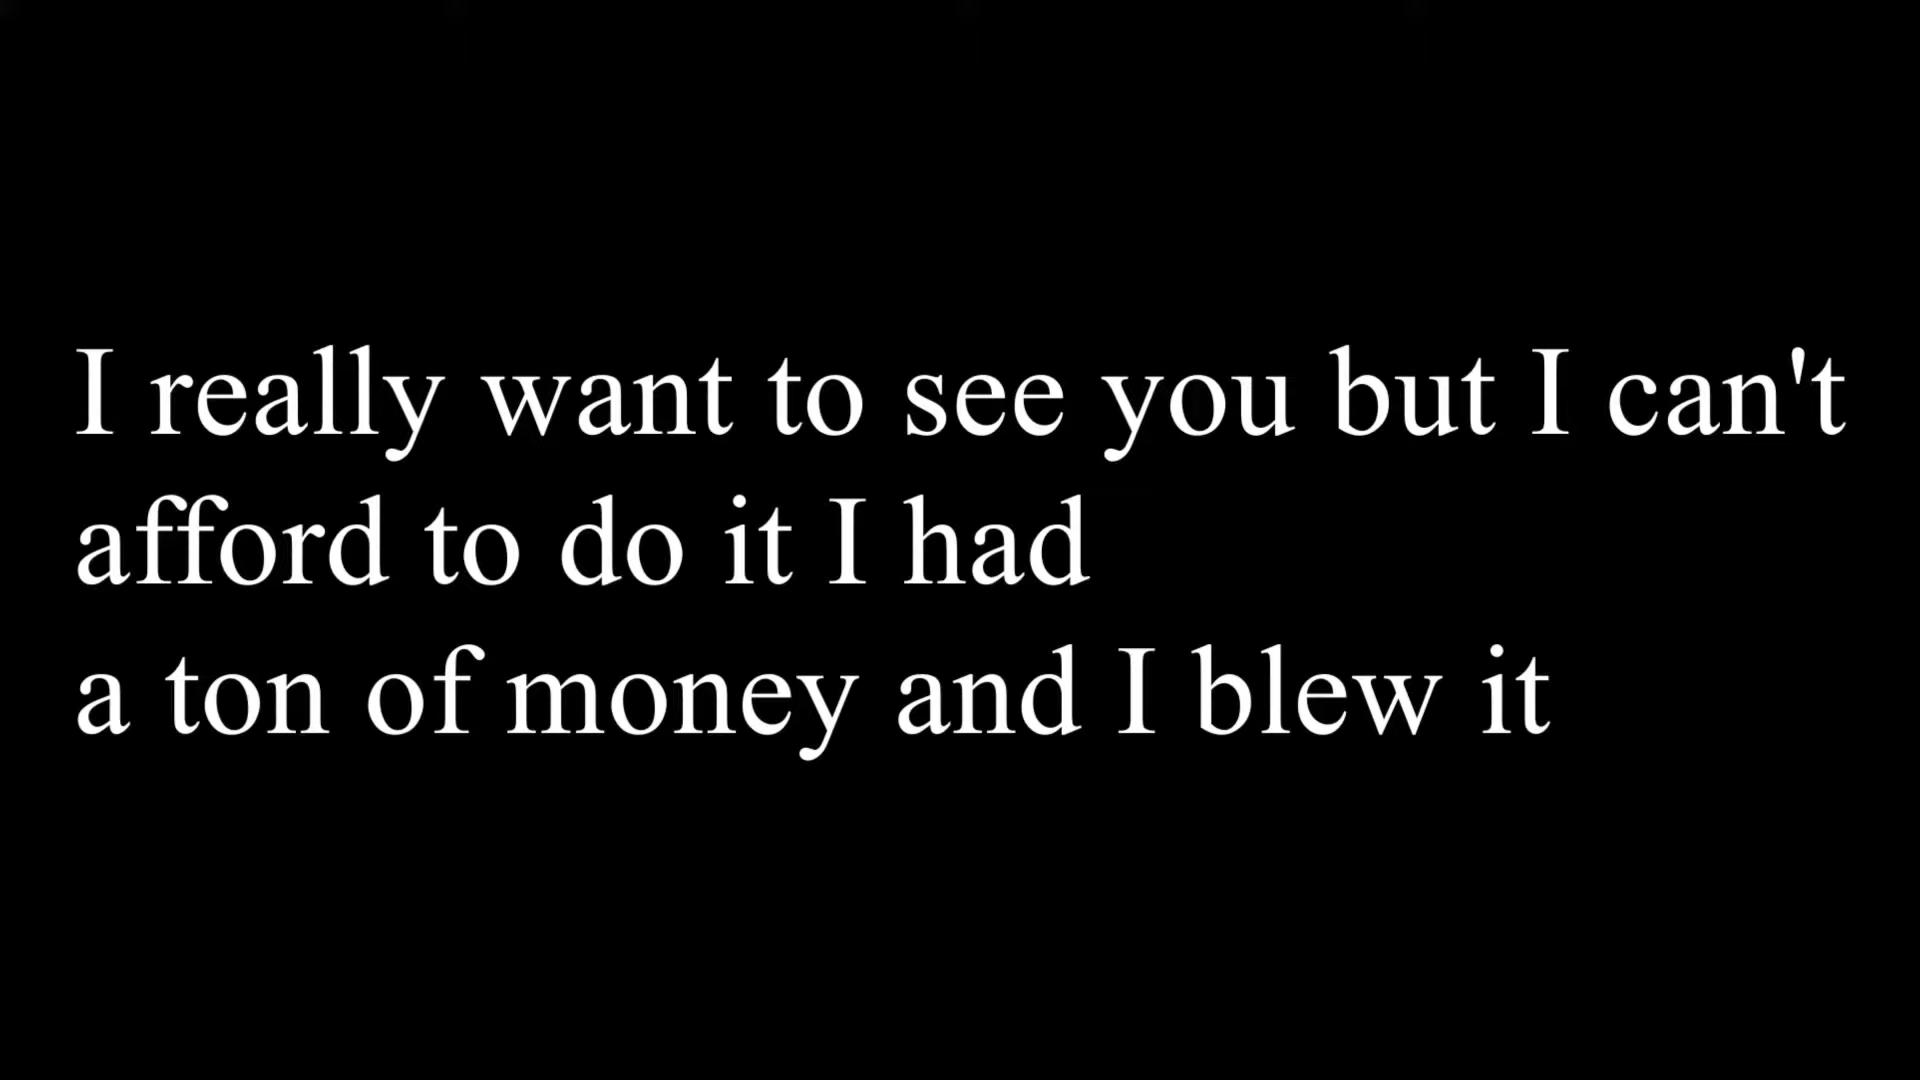 I really want to see you but I can't
afford to do it I had
a ton of money and I blew it